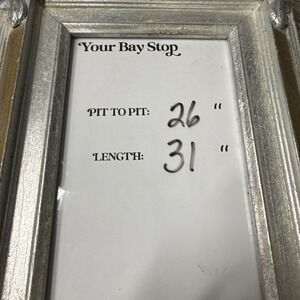 Your Bay Stop
PIT TO PIT: 26 "
LENGTH: 31 "